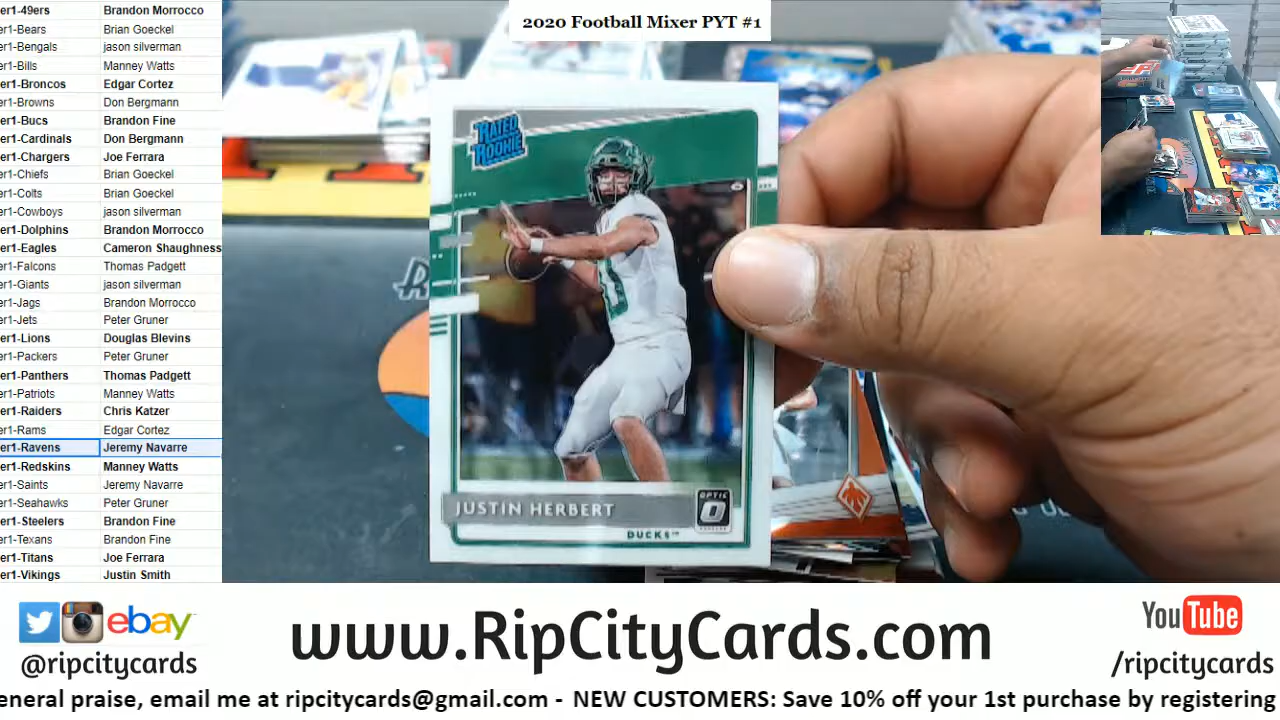 2020 Football Mixer PYT #1
er1-49ers Brandon Morrocco
er1-Bears Brian Goeckel
er1-Bengals jason silverman
er1-Bills Manney Watts
er1-Broncos Edgar Cortez
er1-Browns Don Bergmann
er1-Bucs Brandon Fine
er1-Cardinals Don Bergmann
er1-Chargers Joe Ferrara
er1-Chiefs Brian Goeckel
er1-Colts Brian Goeckel
er1-Cowboys jason silverman
er1-Dolphins Brandon Morrocco
er1-Eagles Cameron Shaughness
er1-Falcons Thomas Padgett
er1-Giants jason silverman
er1-Jags Brandon Morrocco
er1-Jets Peter Gruner
er1-Lions Douglas Blevins
er1-Packers Peter Gruner
er1-Panthers Thomas Padgett
er1-Patriots Manney Watts
er1-Raiders Chris Katzer
er1-Rams Edgar Cortez
er1-Ravens Jeremy Navarre
er1-Redskins Manney Watts
er1-Saints Jeremy Navarre
er1-Seahawks Peter Gruner
er1-Steelers Brandon Fine
er1-Texans Brandon Fine
er1-Titans Joe Ferrara
er1-Vikings Justin Smith
RATED
ROOKIE
JUSTIN HERBERT
OPTIC
DUCKS™
ebay™
@ripcitycards
www.RipCityCards.com
YouTube
/ripcitycards
eneral praise, email me at ripcitycards@gmail.com - NEW CUSTOMERS: Save 10% off your 1st purchase by registering